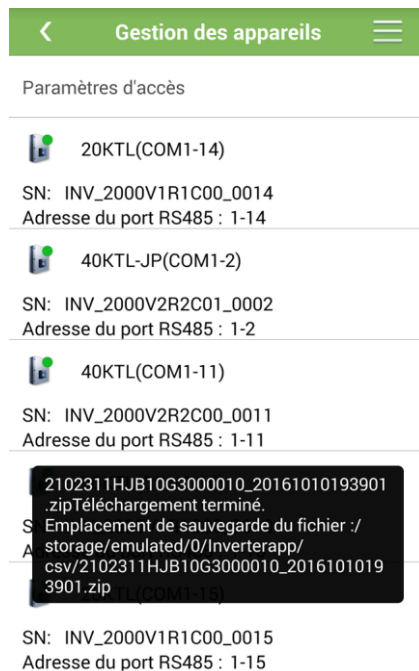 Gestion des appareils
Paramètres d'accès
20KTL(COM1-14)
SN: INV_2000V1R1C00_0014
Adresse du port RS485 : 1-14
40KTL-JP(COM1-2)
SN: INV_2000V2R2C01_0002
Adresse du port RS485 : 1-2
40KTL(COM1-11)
SN: INV_2000V2R2C00_0011
Adresse du port RS485 : 1-11
2102311HJB10G3000010_20161010193901
.zipTéléchargement terminé.
Emplacement de sauvegarde du fichier :/
storage/emulated/0/Inverterapp/
csv/2102311HJB10G3000010_2016101019
3901.zip
SN: INV_2000V1R1C00_0015
Adresse du port RS485 : 1-15